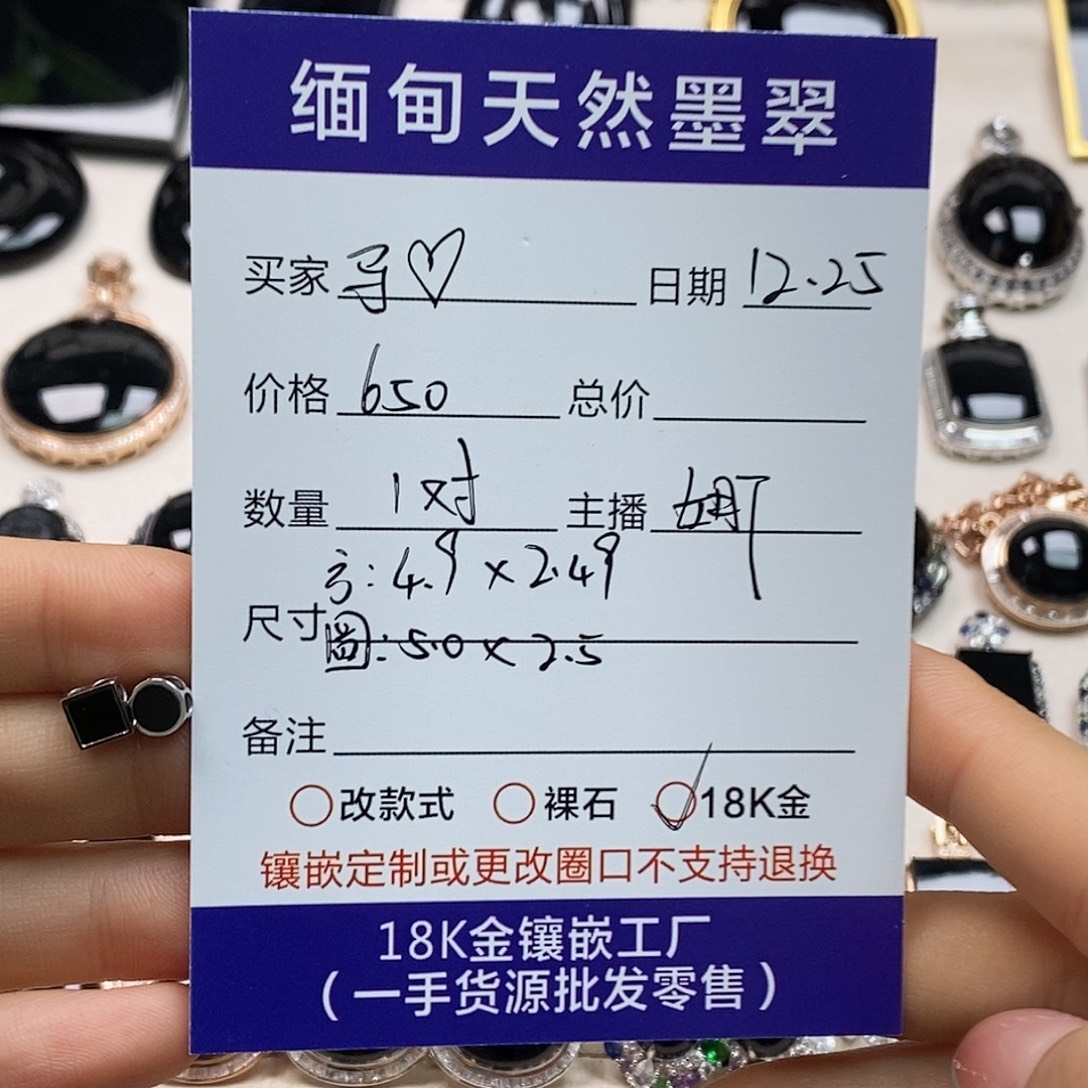 缅甸天然墨翠
买家 ♡ 日期 12.25
价格 650 总价
数量 1对 主播
方:4.9×2.49
尺寸 圆:5.0×2.5
备注
改款式 裸石 18K金
镶嵌定制或更改圈口不支持退换
18K金镶嵌工厂
(一手货源批发零售)